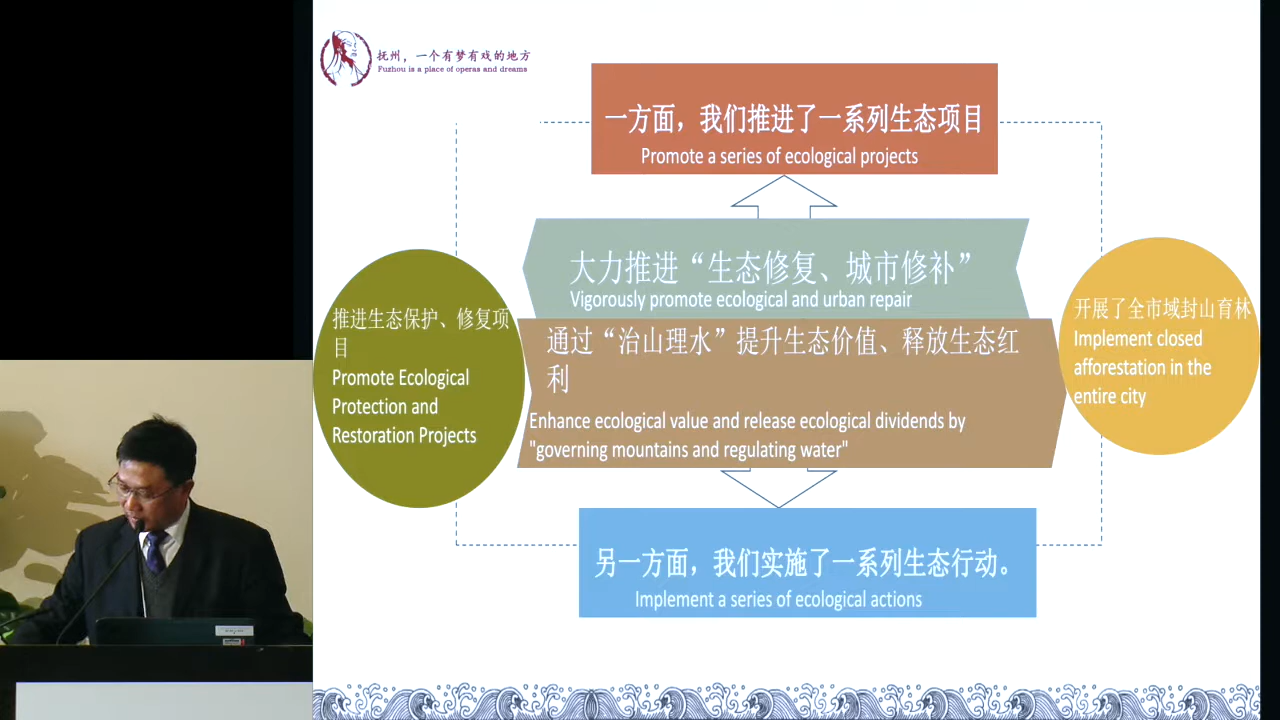 抚州，一个有梦有戏的地方
Fuzhou is a place of operas and dreams
一方面，我们推进了一系列生态项目
Promote a series of ecological projects
大力推进“生态修复、城市修补”
Vigorously promote ecological and urban repair
推进生态保护、修复项
目
Promote Ecological
Protection and
Restoration Projects
通过“治山理水”提升生态价值、释放生态红
利
Enhance ecological value and release ecological dividends by
"governing mountains and regulating water"
开展了全市域封山育林
Implement closed
afforestation in the
entire city
另一方面，我们实施了一系列生态行动。
Implement a series of ecological actions